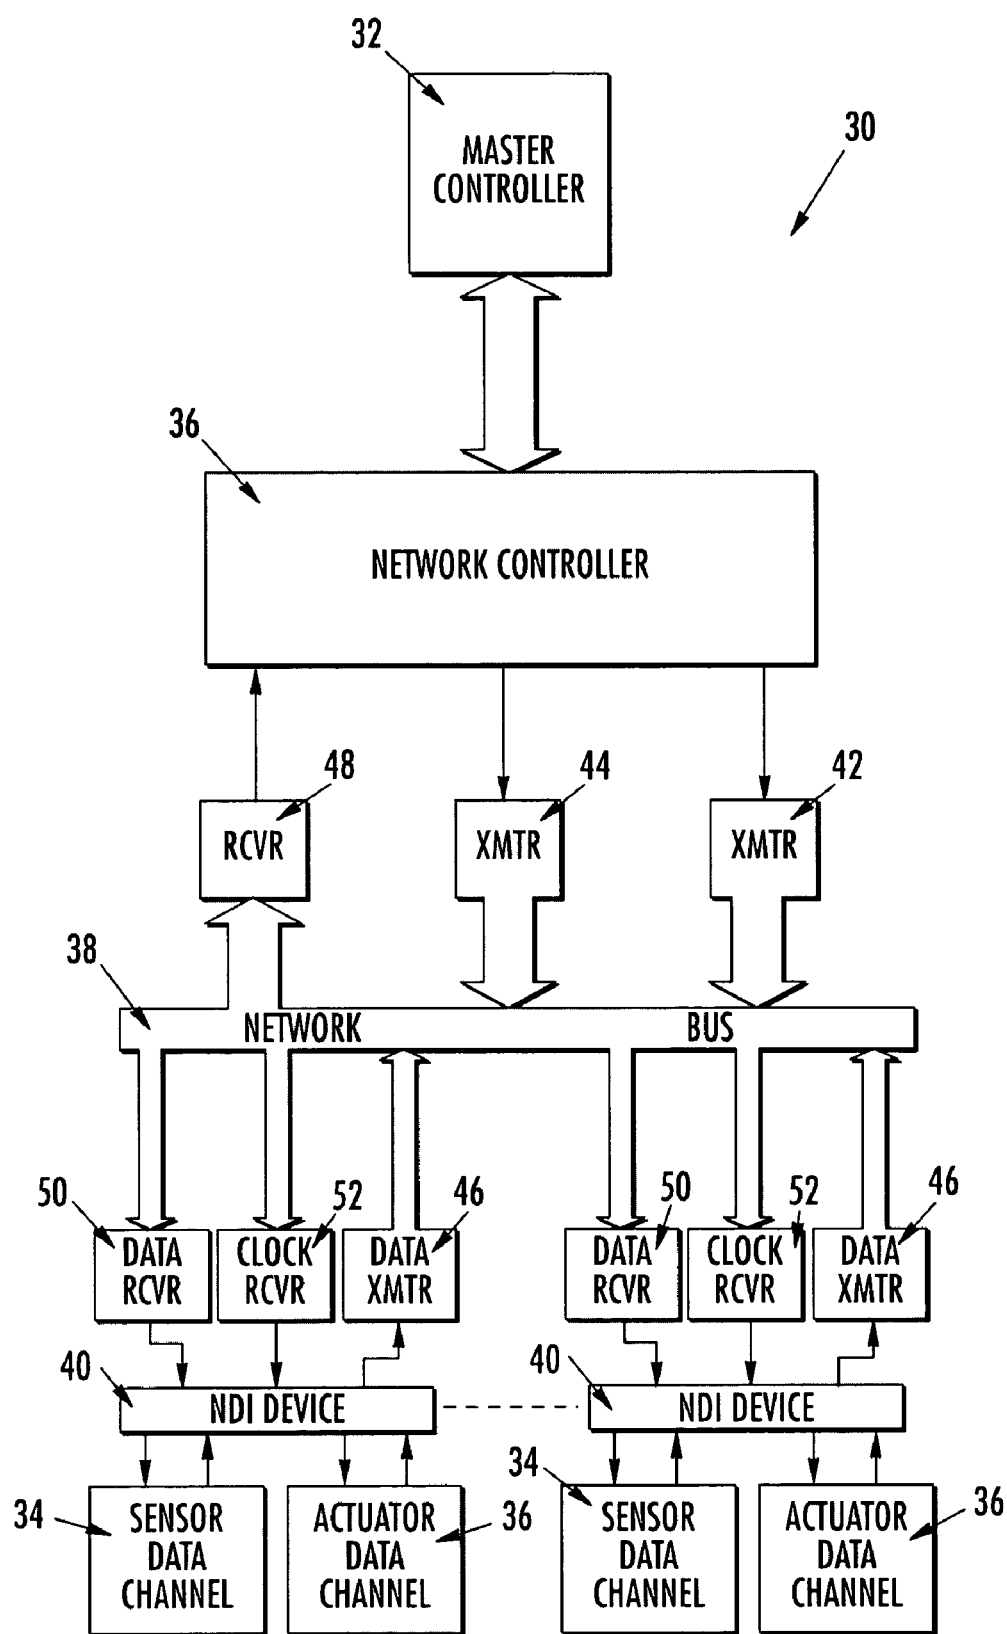 32
MASTER
CONTROLLER
30
36
NETWORK CONTROLLER
48
44
42
RCVR
XMTR
XMTR
38
NETWORK BUS
50
52
46
50
52
46
DATA
RCVR
CLOCK
RCVR
DATA
XMTR
DATA
RCVR
CLOCK
RCVR
DATA
XMTR
40
NDI DEVICE
40
NDI DEVICE
34
SENSOR
DATA
CHANNEL
ACTUATOR
DATA
CHANNEL
36
34
SENSOR
DATA
CHANNEL
ACTUATOR
DATA
CHANNEL
36